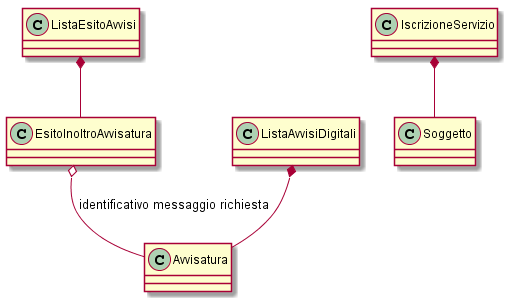 C ListaEsitoAvvisi
C IscrizioneServizio
C EsitoInoltroAvvisatura
C ListaAvvisiDigitali
C Soggetto
identificativo messaggio richiesta
C Avvisatura